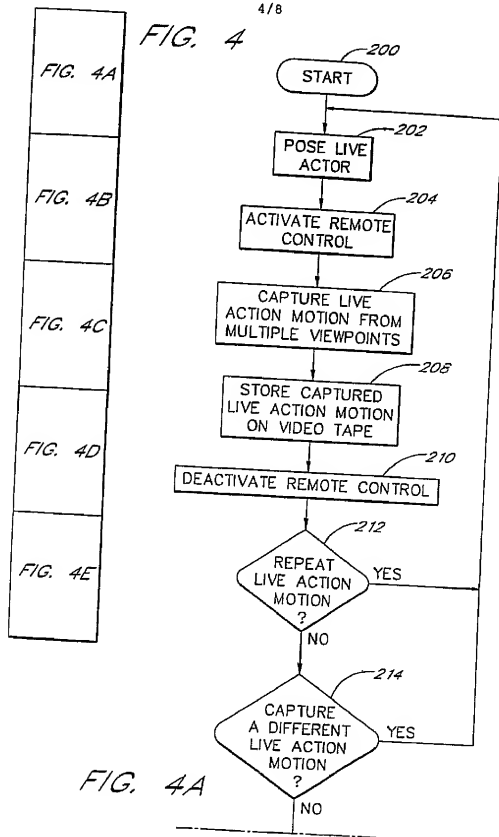 4/8
FIG. 4
FIG. 4A
FIG. 4B
FIG. 4C
FIG. 4D
FIG. 4E
200
START
202
POSE LIVE
ACTOR
204
ACTIVATE REMOTE
CONTROL
206
CAPTURE LIVE
ACTION MOTION FROM
MULTIPLE VIEWPOINTS
208
STORE CAPTURED
LIVE ACTION MOTION
ON VIDEO TAPE
210
DEACTIVATE REMOTE CONTROL
212
REPEAT
LIVE ACTION
MOTION
?
YES
NO
214
CAPTURE
A DIFFERENT
LIVE ACTION
MOTION
?
YES
NO
FIG. 4A